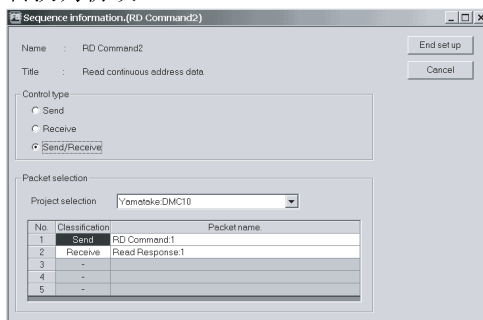 Sequence information.(RD Command2)
Name : RD Command2
End set up
Title : Read continuous address data
Cancel
Control type
Send
Receive
Send/Receive
Packet selection
Project selection Yamatake:DMC10
No. Classification Packet name.
1 Send RD Command:1
2 Receive Read Response:1
3 -
4 -
5 -